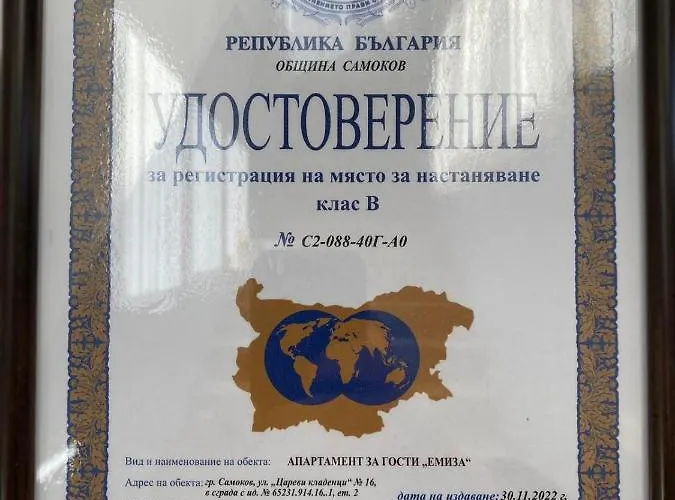 ЕДИНЕНИЕТО ПРАВИ С
РЕПУБЛИКА БЪЛГАРИЯ
ОБЩИНА САМОКОВ
УДОСТОВЕРЕНИЕ
за регистрация на място за настаняване
клас В
№ С2-088-40Г-А0
Вид и наименование на обекта: АПАРТАМЕНТ ЗА ГОСТИ „ЕМИЗА“
Адрес на обекта: гр. Самоков, ул. „Цареви кладенци“ № 16,
в сграда с ид. № 65231.914.16..1, ет. 2
дата на издаване: 30.11.2022 г.